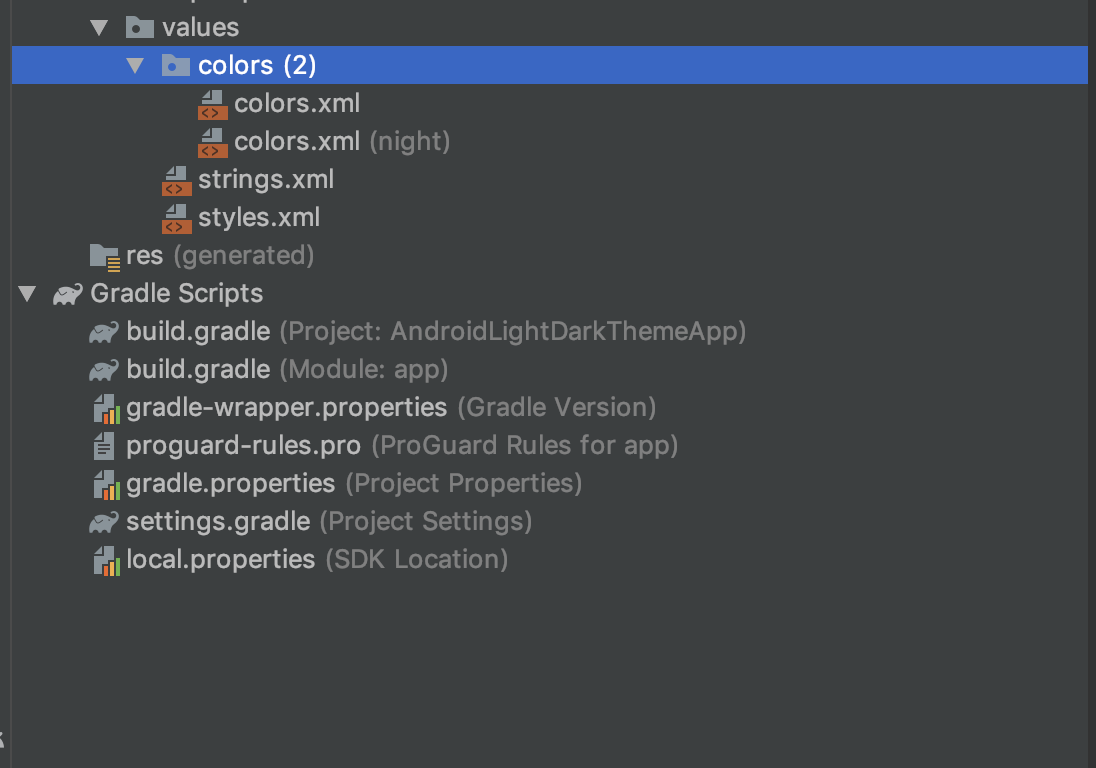 values
colors (2)
colors.xml
colors.xml (night)
strings.xml
styles.xml
res (generated)
Gradle Scripts
build.gradle (Project: AndroidLightDarkThemeApp)
build.gradle (Module: app)
gradle-wrapper.properties (Gradle Version)
proguard-rules.pro (ProGuard Rules for app)
gradle.properties (Project Properties)
settings.gradle (Project Settings)
local.properties (SDK Location)